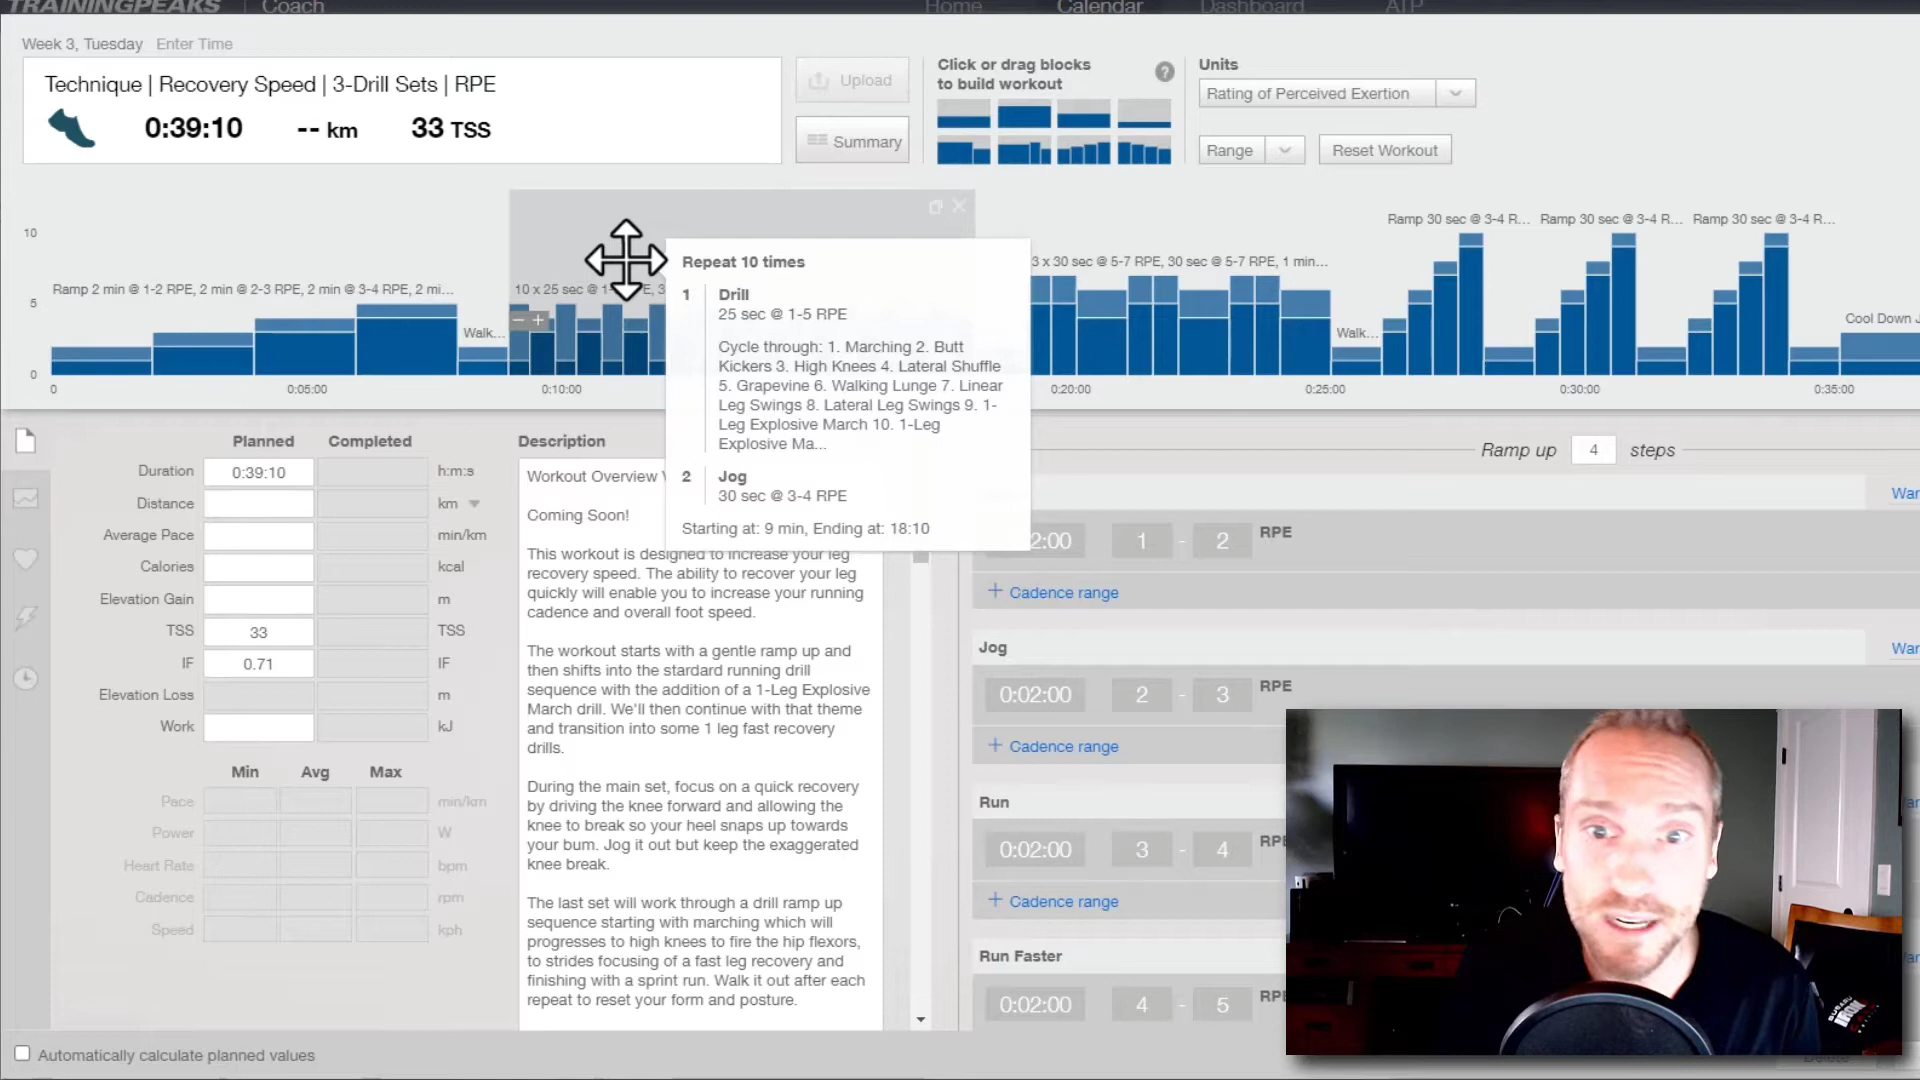 TRAININGPEAKS Coach
Home Calendar Dashboard ATP
Week 3, Tuesday Enter Time
Technique | Recovery Speed | 3-Drill Sets | RPE
0:39:10 -- km 33 TSS
Upload
Summary
Click or drag blocks
to build workout
?
Units
Rating of Perceived Exertion
Range
Reset Workout
10
5
0
Ramp 2 min @ 1-2 RPE, 2 min @ 2-3 RPE, 2 min @ 3-4 RPE, 2 mi...
Walk...
10 x 25 sec @ 1-
E, 3
3 x 30 sec @ 5-7 RPE, 30 sec @ 5-7 RPE, 1 min...
Walk...
Ramp 30 sec @ 3-4 R...
Ramp 30 sec @ 3-4 R...
Ramp 30 sec @ 3-4 R...
Cool Down J
0
0:05:00
0:10:00
0:20:00
0:25:00
0:30:00
0:35:00
Repeat 10 times
1 Drill
25 sec @ 1-5 RPE
Cycle through: 1. Marching 2. Butt
Kickers 3. High Knees 4. Lateral Shuffle
5. Grapevine 6. Walking Lunge 7. Linear
Leg Swings 8. Lateral Leg Swings 9. 1-
Leg Explosive March 10. 1-Leg
Explosive Ma...
2 Jog
30 sec @ 3-4 RPE
Starting at: 9 min, Ending at: 18:10
Planned Completed
Duration 0:39:10 h:m:s
Distance km
Average Pace min/km
Calories kcal
Elevation Gain m
TSS 33 TSS
IF 0.71 IF
Elevation Loss m
Work kJ
Min Avg Max
Pace min/km
Power W
Heart Rate bpm
Cadence rpm
Speed kph
Description
Workout Overview
Coming Soon!
This workout is designed to increase your leg
recovery speed. The ability to recover your leg
quickly will enable you to increase your running
cadence and overall foot speed.
The workout starts with a gentle ramp up and
then shifts into the stardard running drill
sequence with the addition of a 1-Leg Explosive
March drill. We'll then continue with that theme
and transition into some 1 leg fast recovery
drills.
During the main set, focus on a quick recovery
by driving the knee forward and allowing the
knee to break so your heel snaps up towards
your bum. Jog it out but keep the exaggerated
knee break.
The last set will work through a drill ramp up
sequence starting with marching which will
progresses to high knees to fire the hip flexors,
to strides focusing of a fast leg recovery and
finishing with a sprint run. Walk it out after each
repeat to reset your form and posture.
Ramp up 4 steps
War
2:00 1 - 2 RPE
+ Cadence range
Jog War
0:02:00 2 - 3 RPE
+ Cadence range
Run
0:02:00 3 - 4 RPE
+ Cadence range
Run Faster
0:02:00 4 - 5 RPE
Automatically calculate planned values